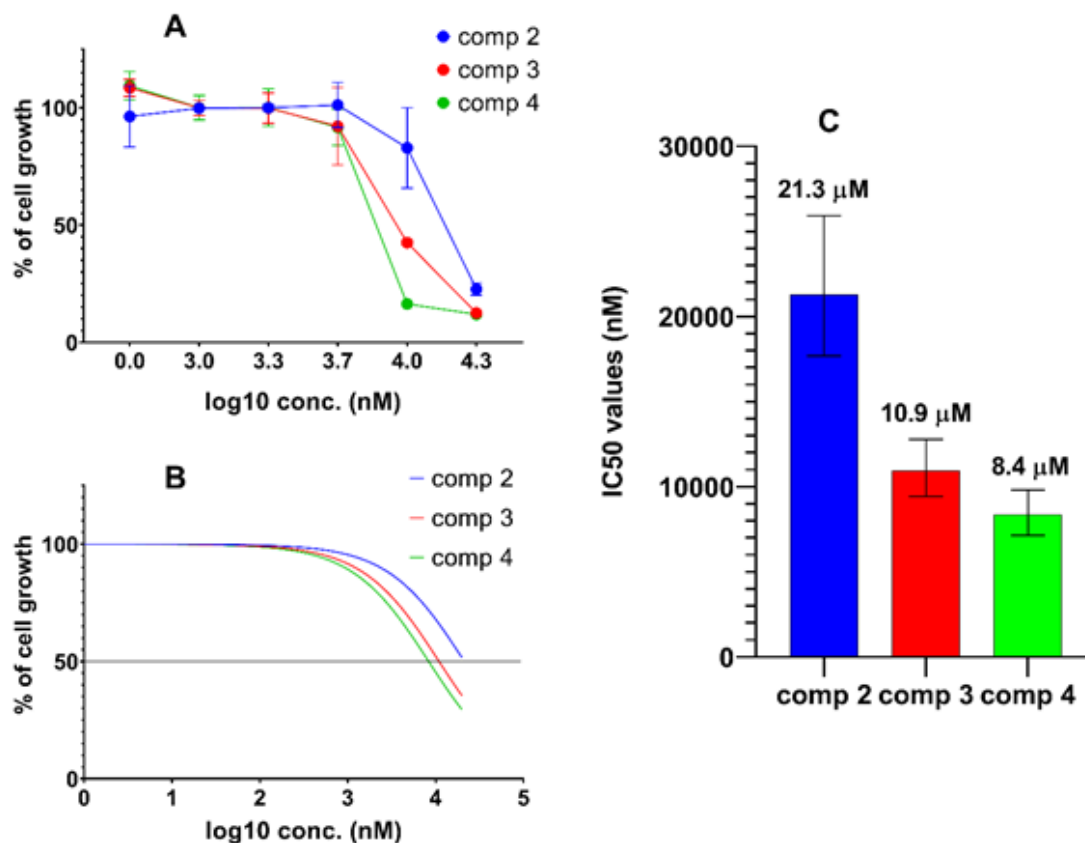 A
comp 2
comp 3
comp 4
% of cell growth
100
50
0
0.0 3.0 3.3 3.7 4.0 4.3
log10 conc. (nM)
B
comp 2
comp 3
comp 4
% of cell growth
100
50
0
0 1 2 3 4 5
log10 conc. (nM)
C
IC50 values (nM)
30000
20000
10000
0
21.3 μM
10.9 μM
8.4 μM
comp 2 comp 3 comp 4